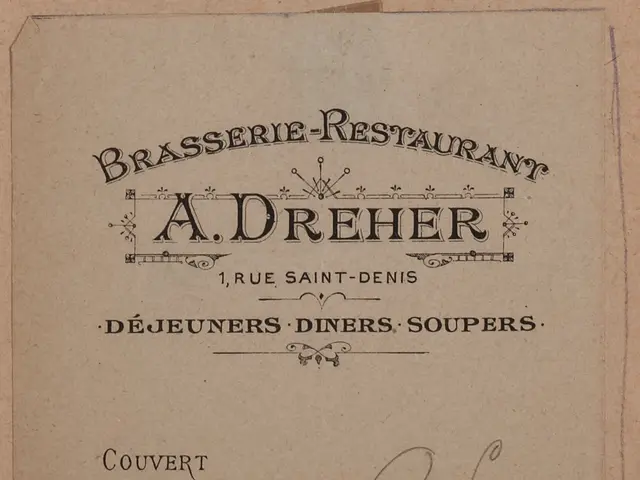 BRASSERIE-RESTAURANT
A. DREHER
1, RUE SAINT-DENIS
·DÉJEUNERS·DINERS·SOUPERS·
COUVERT